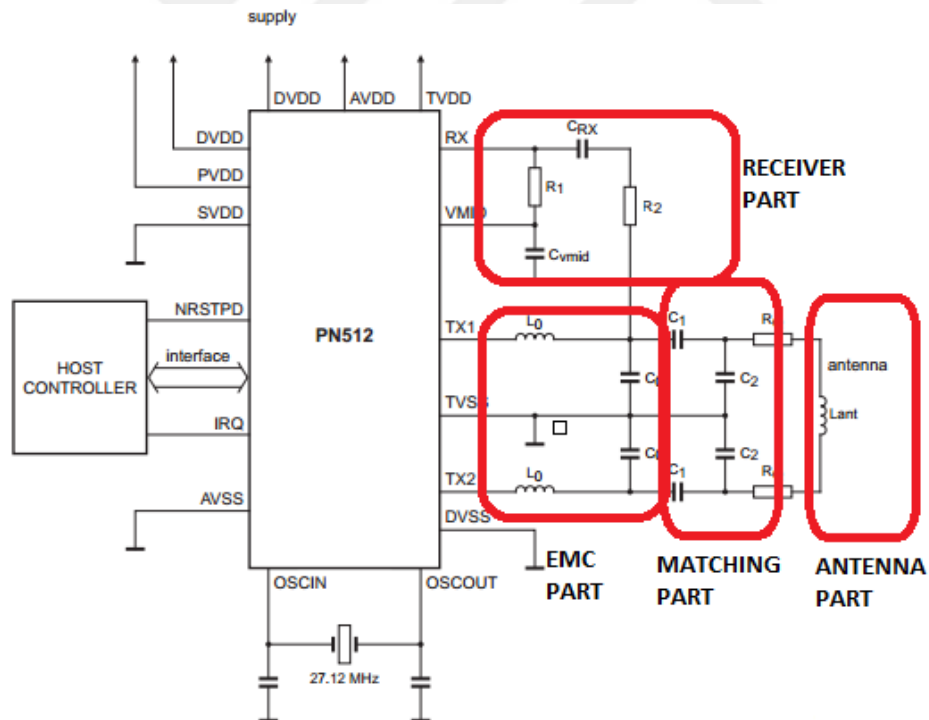 supply
DVDD AVDD TVDD
DVDD
PVDD
SVDD
NRSTPD
interface
IRQ
AVSS
HOST
CONTROLLER
PN512
RX
TX1
TVSS
TX2
DVSS
OSCIN OSCOUT
27.12 MHz
CRX
R1
R2
Cvmid
RECEIVER
PART
L0
L0
C1
C1
C2
C2
antenna
Lant
EMC
PART
MATCHING
PART
ANTENNA
PART